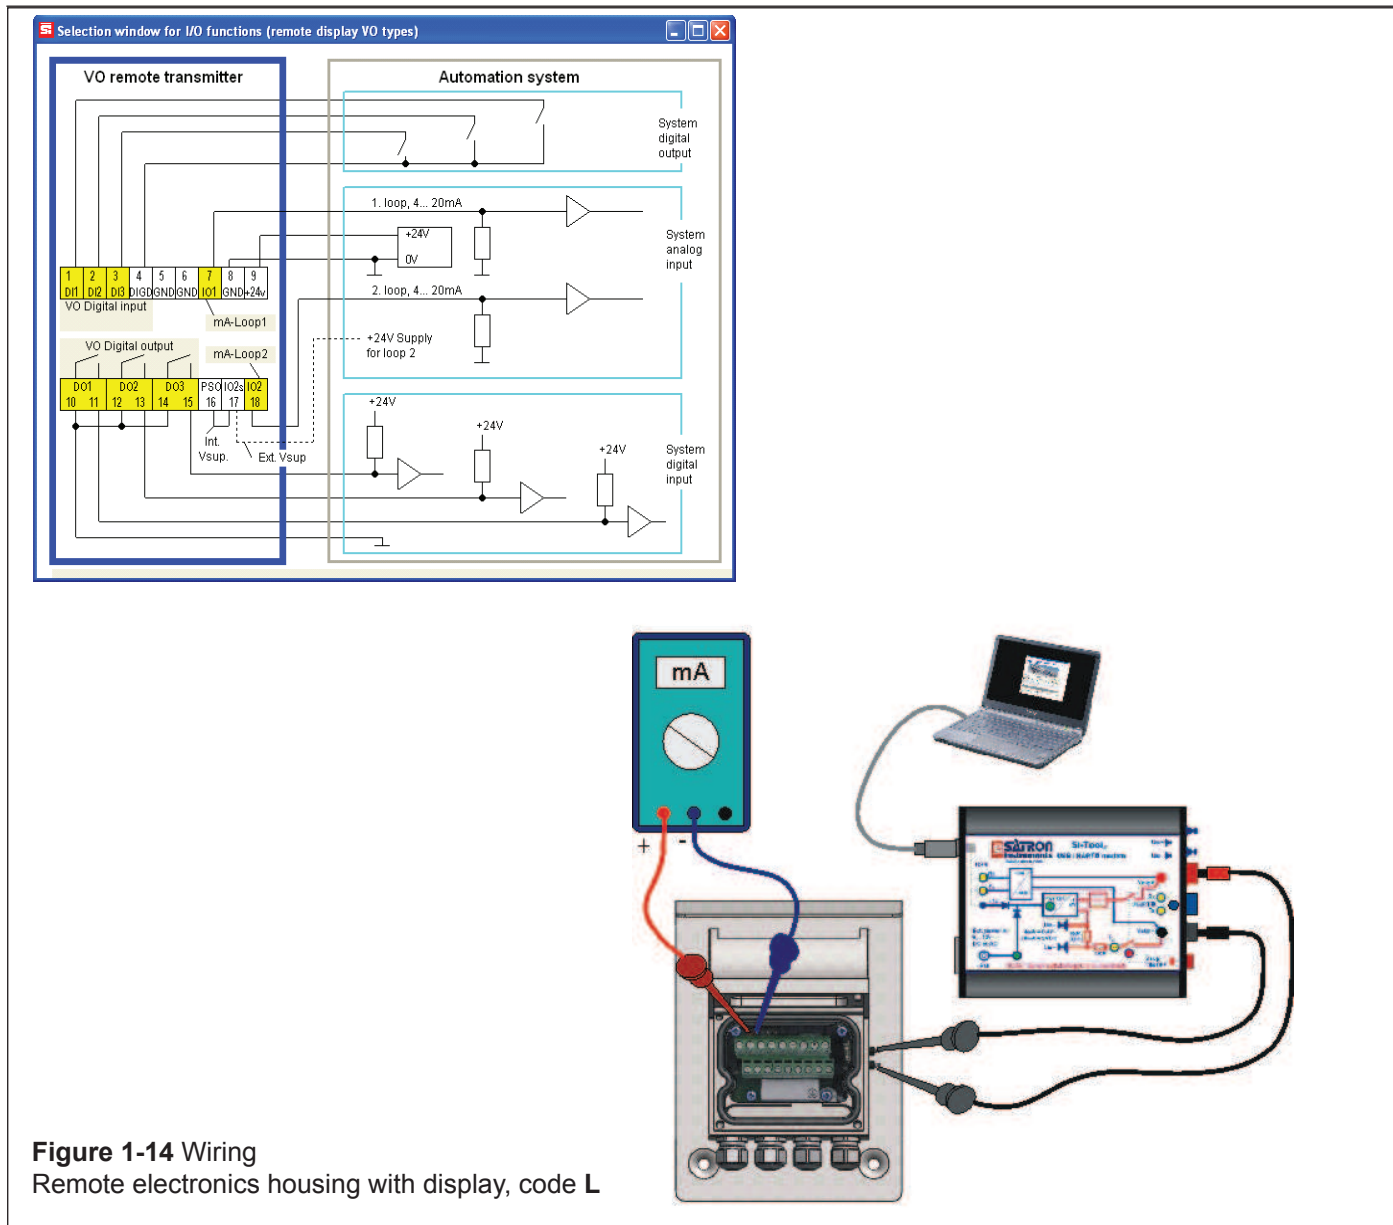 Selection window for I/O functions (remote display VO types)
VO remote transmitter
Automation system
System
digital
output
1. loop, 4... 20mA
+24V
0V
System
analog
input
2. loop, 4... 20mA
+24V Supply
for loop 2
1 2 3 4 5 6 7 8 9
DI1 DI2 DI3 DIGD GND GND IO1 GND +24v
VO Digital input
mA-Loop1
VO Digital output
mA-Loop2
DO1 DO2 DO3 PSO IO2s IO2
10 11 12 13 14 15 16 17 18
Int.
Vsup.
Ext. Vsup
+24V
+24V
+24V
System
digital
input
mA
+ -
SATRON
Si-Tool
Figure 1-14 Wiring
Remote electronics housing with display, code L